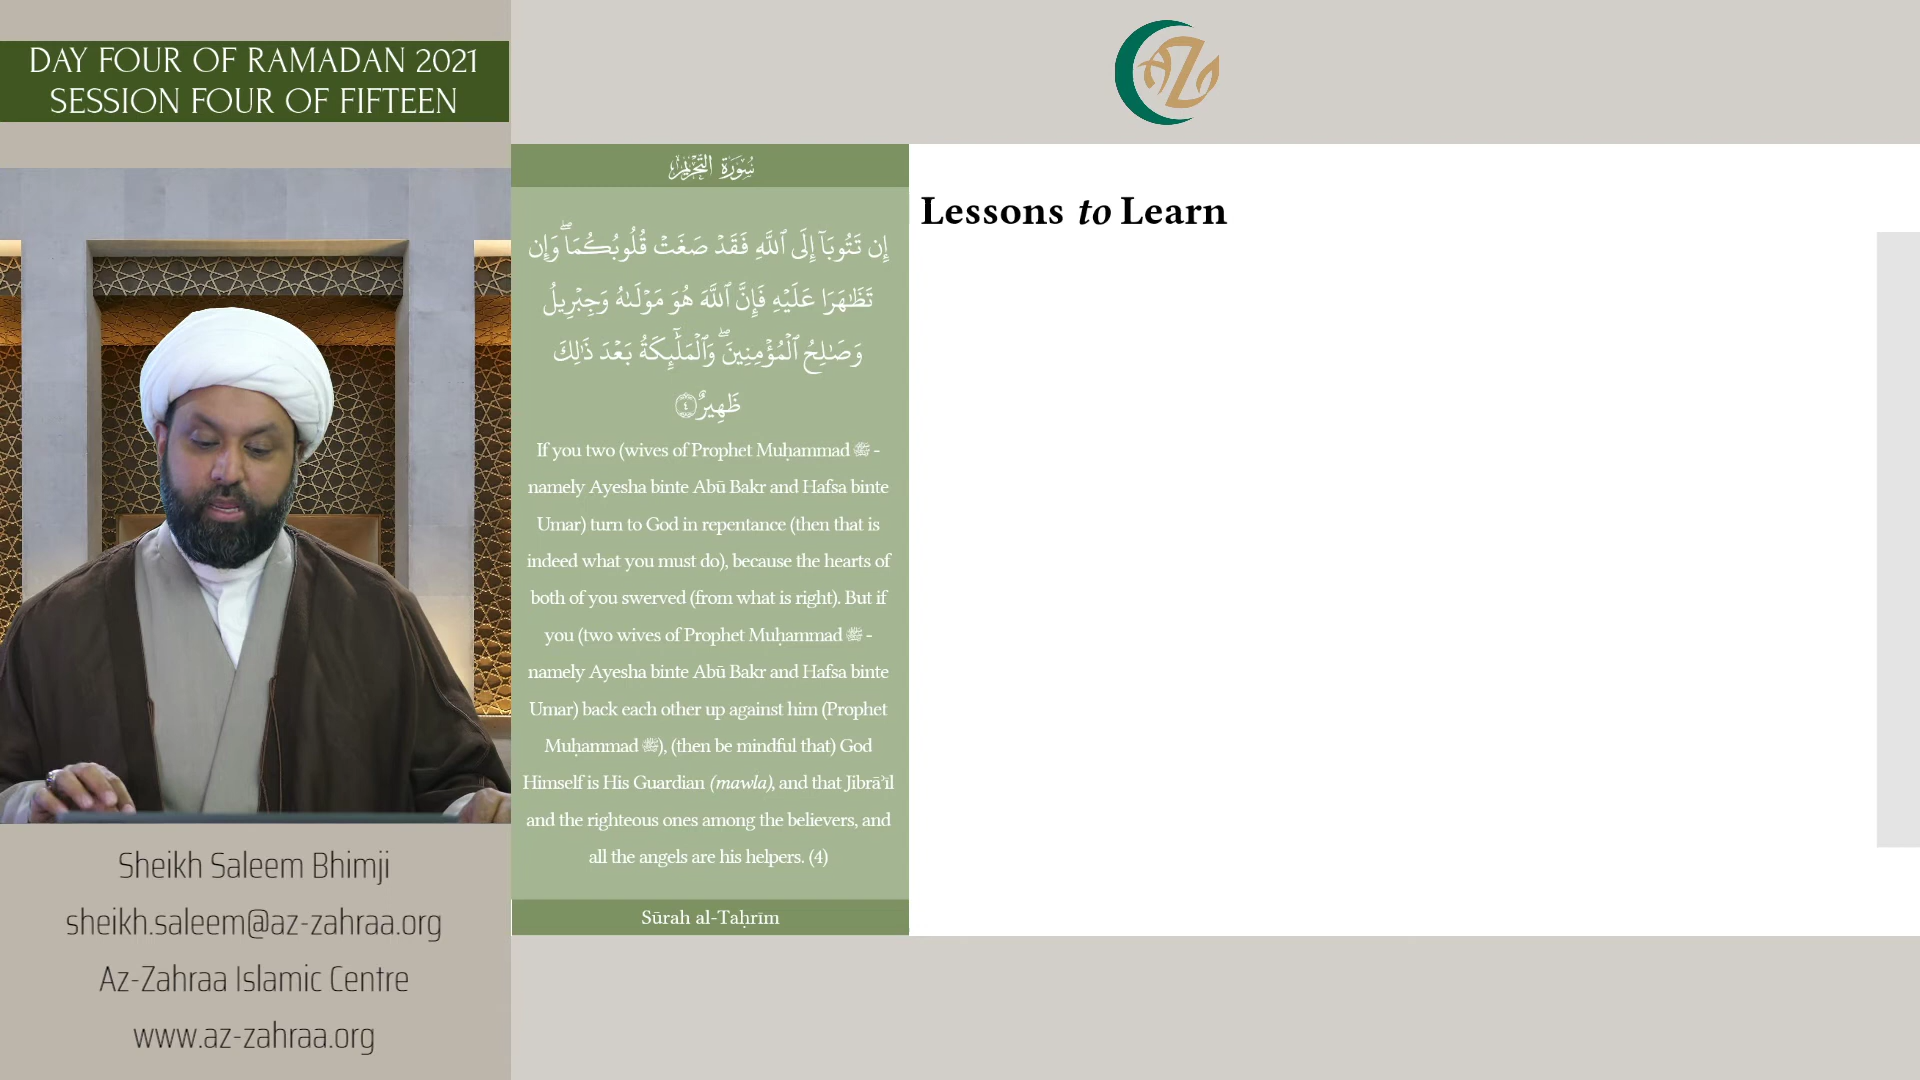 DAY FOUR OF RAMADAN 2021
SESSION FOUR OF FIFTEEN
Sheikh Saleem Bhimji
sheikh.saleem@az-zahraa.org
Az-Zahraa Islamic Centre
www.az-zahraa.org
AZ
سُورَةُ التَّحْرِيمِ
إِن تَتُوبَآ إِلَى ٱللَّهِ فَقَدْ صَغَتْ قُلُوبُكُمَا ۖ وَإِن
تَظَـٰهَرَا عَلَيْهِ فَإِنَّ ٱللَّهَ هُوَ مَوْلَىٰهُ وَجِبْرِيلُ
وَصَـٰلِحُ ٱلْمُؤْمِنِينَ ۖ وَٱلْمَلَـٰٓئِكَةُ بَعْدَ ذَٰلِكَ
ظَهِيرٌ ﴿٤﴾
If you two (wives of Prophet Muḥammad ﷺ -
namely Ayesha binte Abū Bakr and Hafsa binte
Umar) turn to God in repentance (then that is
indeed what you must do), because the hearts of
both of you swerved (from what is right). But if
you (two wives of Prophet Muḥammad ﷺ -
namely Ayesha binte Abū Bakr and Hafsa binte
Umar) back each other up against him (Prophet
Muḥammad ﷺ), (then be mindful that) God
Himself is His Guardian (mawla), and that Jibrāʾil
and the righteous ones among the believers, and
all the angels are his helpers. (4)
Sūrah al-Taḥrīm
Lessons to Learn